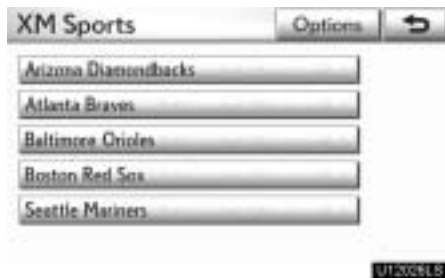 XM Sports
Options
Arizona Diamondbacks
Atlanta Braves
Baltimore Orioles
Boston Red Sox
Seattle Mariners